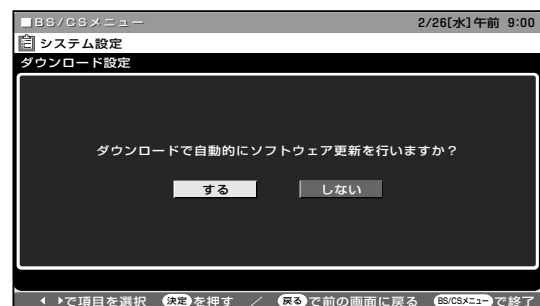 ■BS/CSメニュー 2/26[水]午前 9:00
システム設定
ダウンロード設定
ダウンロードで自動的にソフトウェア更新を行いますか？
する しない
で項目を選択 決定を押す ／ 戻るで前の画面に戻る BS/CSメニューで終了